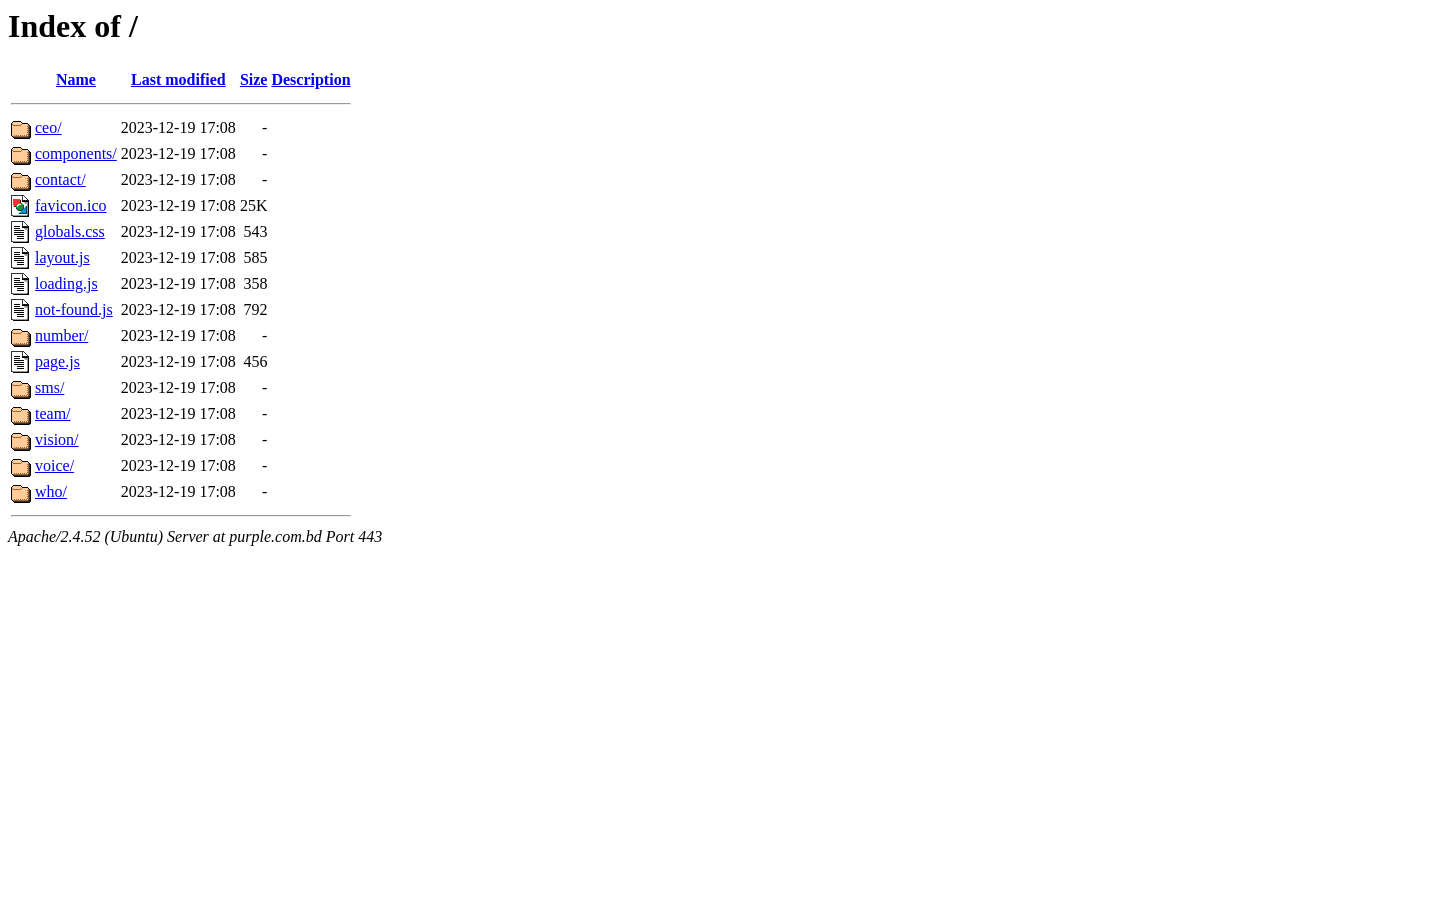 Index of /
Name Last modified Size Description
ceo/ 2023-12-19 17:08 -
components/ 2023-12-19 17:08 -
contact/ 2023-12-19 17:08 -
favicon.ico 2023-12-19 17:08 25K
globals.css 2023-12-19 17:08 543
layout.js 2023-12-19 17:08 585
loading.js 2023-12-19 17:08 358
not-found.js 2023-12-19 17:08 792
number/ 2023-12-19 17:08 -
page.js 2023-12-19 17:08 456
sms/ 2023-12-19 17:08 -
team/ 2023-12-19 17:08 -
vision/ 2023-12-19 17:08 -
voice/ 2023-12-19 17:08 -
who/ 2023-12-19 17:08 -
Apache/2.4.52 (Ubuntu) Server at purple.com.bd Port 443